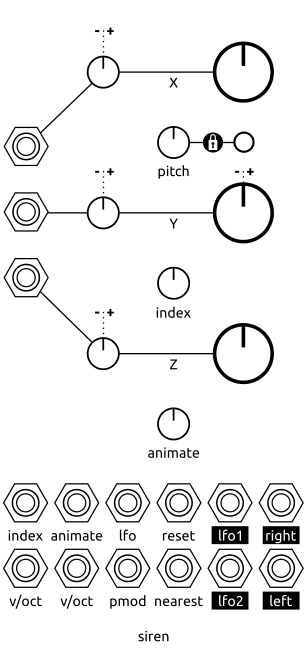 - +
X
pitch
- + - +
Y
index
- +
Z
animate
index animate lfo reset lfo1 right
v/oct v/oct pmod nearest lfo2 left
siren